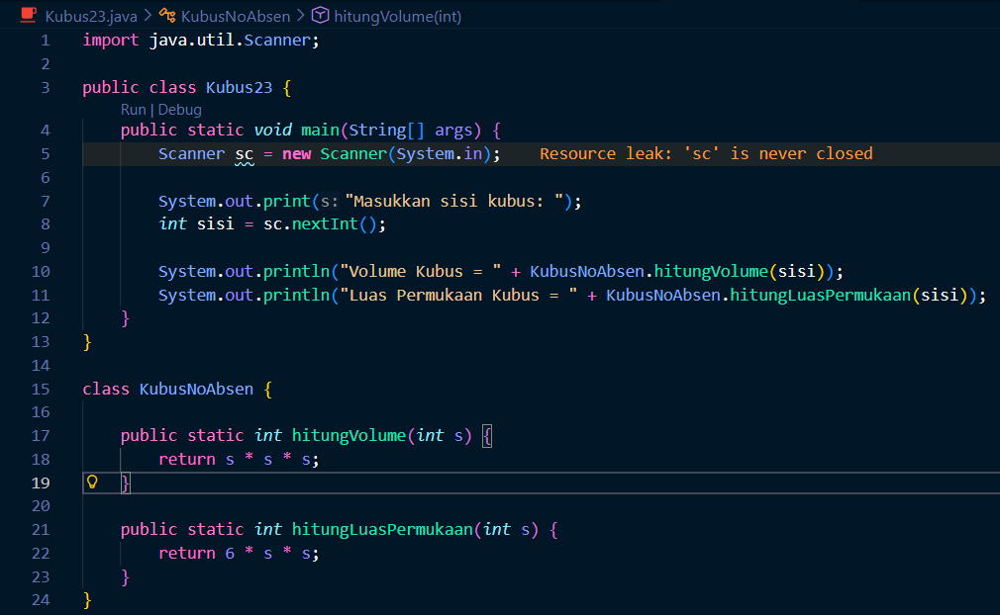 Kubus23.java > KubusNoAbsen > hitungVolume(int)
1 import java.util.Scanner;
2
3 public class Kubus23 {
Run | Debug
4 public static void main(String[] args) {
5 Scanner sc = new Scanner(System.in); Resource leak: 'sc' is never closed
6
7 System.out.print(s: "Masukkan sisi kubus: ");
8 int sisi = sc.nextInt();
9
10 System.out.println("Volume Kubus = " + KubusNoAbsen.hitungVolume(sisi));
11 System.out.println("Luas Permukaan Kubus = " + KubusNoAbsen.hitungLuasPermukaan(sisi));
12 }
13 }
14
15 class KubusNoAbsen {
16
17 public static int hitungVolume(int s) {
18 return s * s * s;
19 }
20
21 public static int hitungLuasPermukaan(int s) {
22 return 6 * s * s;
23 }
24 }